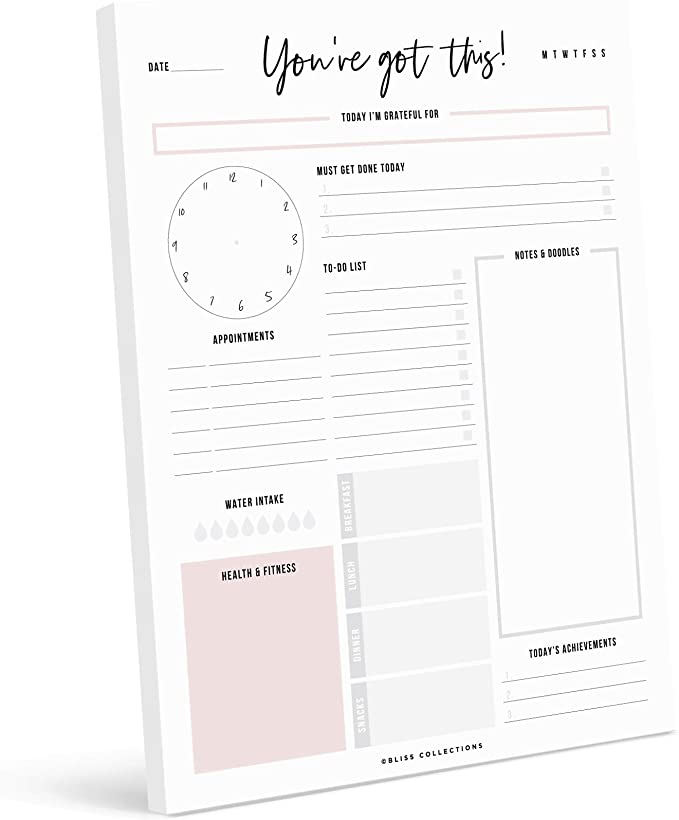 DATE
You've got this!
M T W T F S S
TODAY I'M GRATEFUL FOR
12
11
1
10
2
9
3
8
4
7
6
5
MUST GET DONE TODAY
1.
2.
3.
TO-DO LIST
APPOINTMENTS
NOTES & DOODLES
WATER INTAKE
HEALTH & FITNESS
BREAKFAST
LUNCH
DINNER
SNACKS
TODAY'S ACHIEVEMENTS
1.
2.
3.
©BLISS COLLECTIONS